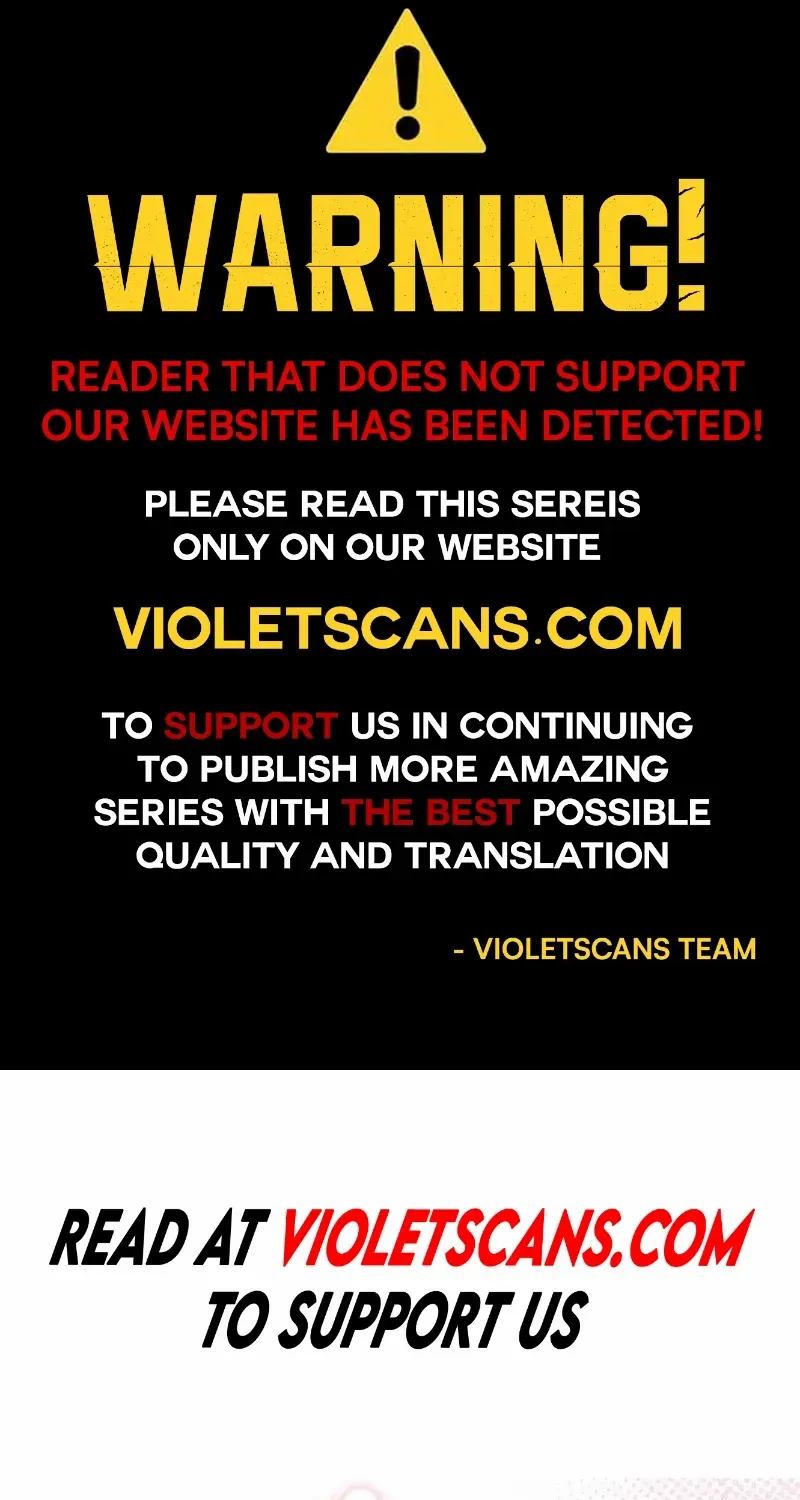 WARNING!
READER THAT DOES NOT SUPPORT
OUR WEBSITE HAS BEEN DETECTED!
PLEASE READ THIS SEREIS
ONLY ON OUR WEBSITE
VIOLETSCANS.COM
TO SUPPORT US IN CONTINUING
TO PUBLISH MORE AMAZING
SERIES WITH THE BEST POSSIBLE
QUALITY AND TRANSLATION
- VIOLETSCANS TEAM
READ AT VIOLETSCANS.COM
TO SUPPORT US